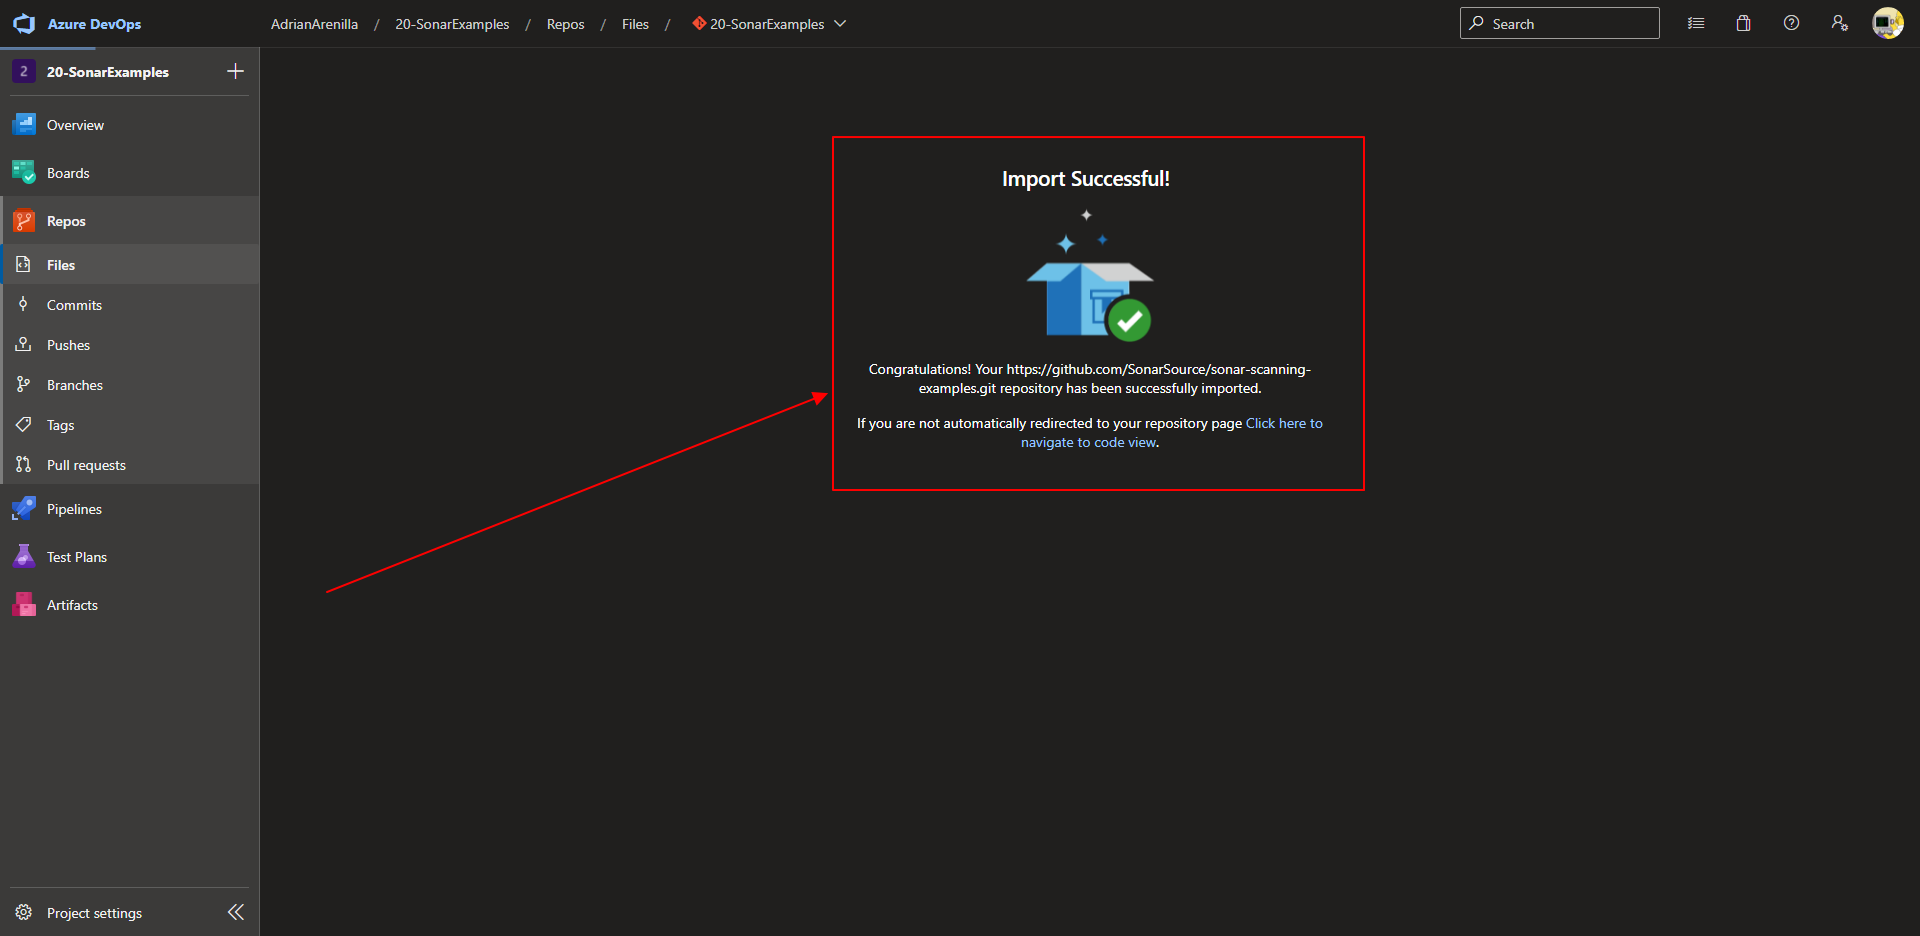 Azure DevOps
AdrianArenilla / 20-SonarExamples / Repos / Files / 20-SonarExamples
Search
2 20-SonarExamples
Overview
Boards
Repos
Files
Commits
Pushes
Branches
Tags
Pull requests
Pipelines
Test Plans
Artifacts
Project settings
Import Successful!
Congratulations! Your https://github.com/SonarSource/sonar-scanning-
examples.git repository has been successfully imported.
If you are not automatically redirected to your repository page Click here to
navigate to code view.